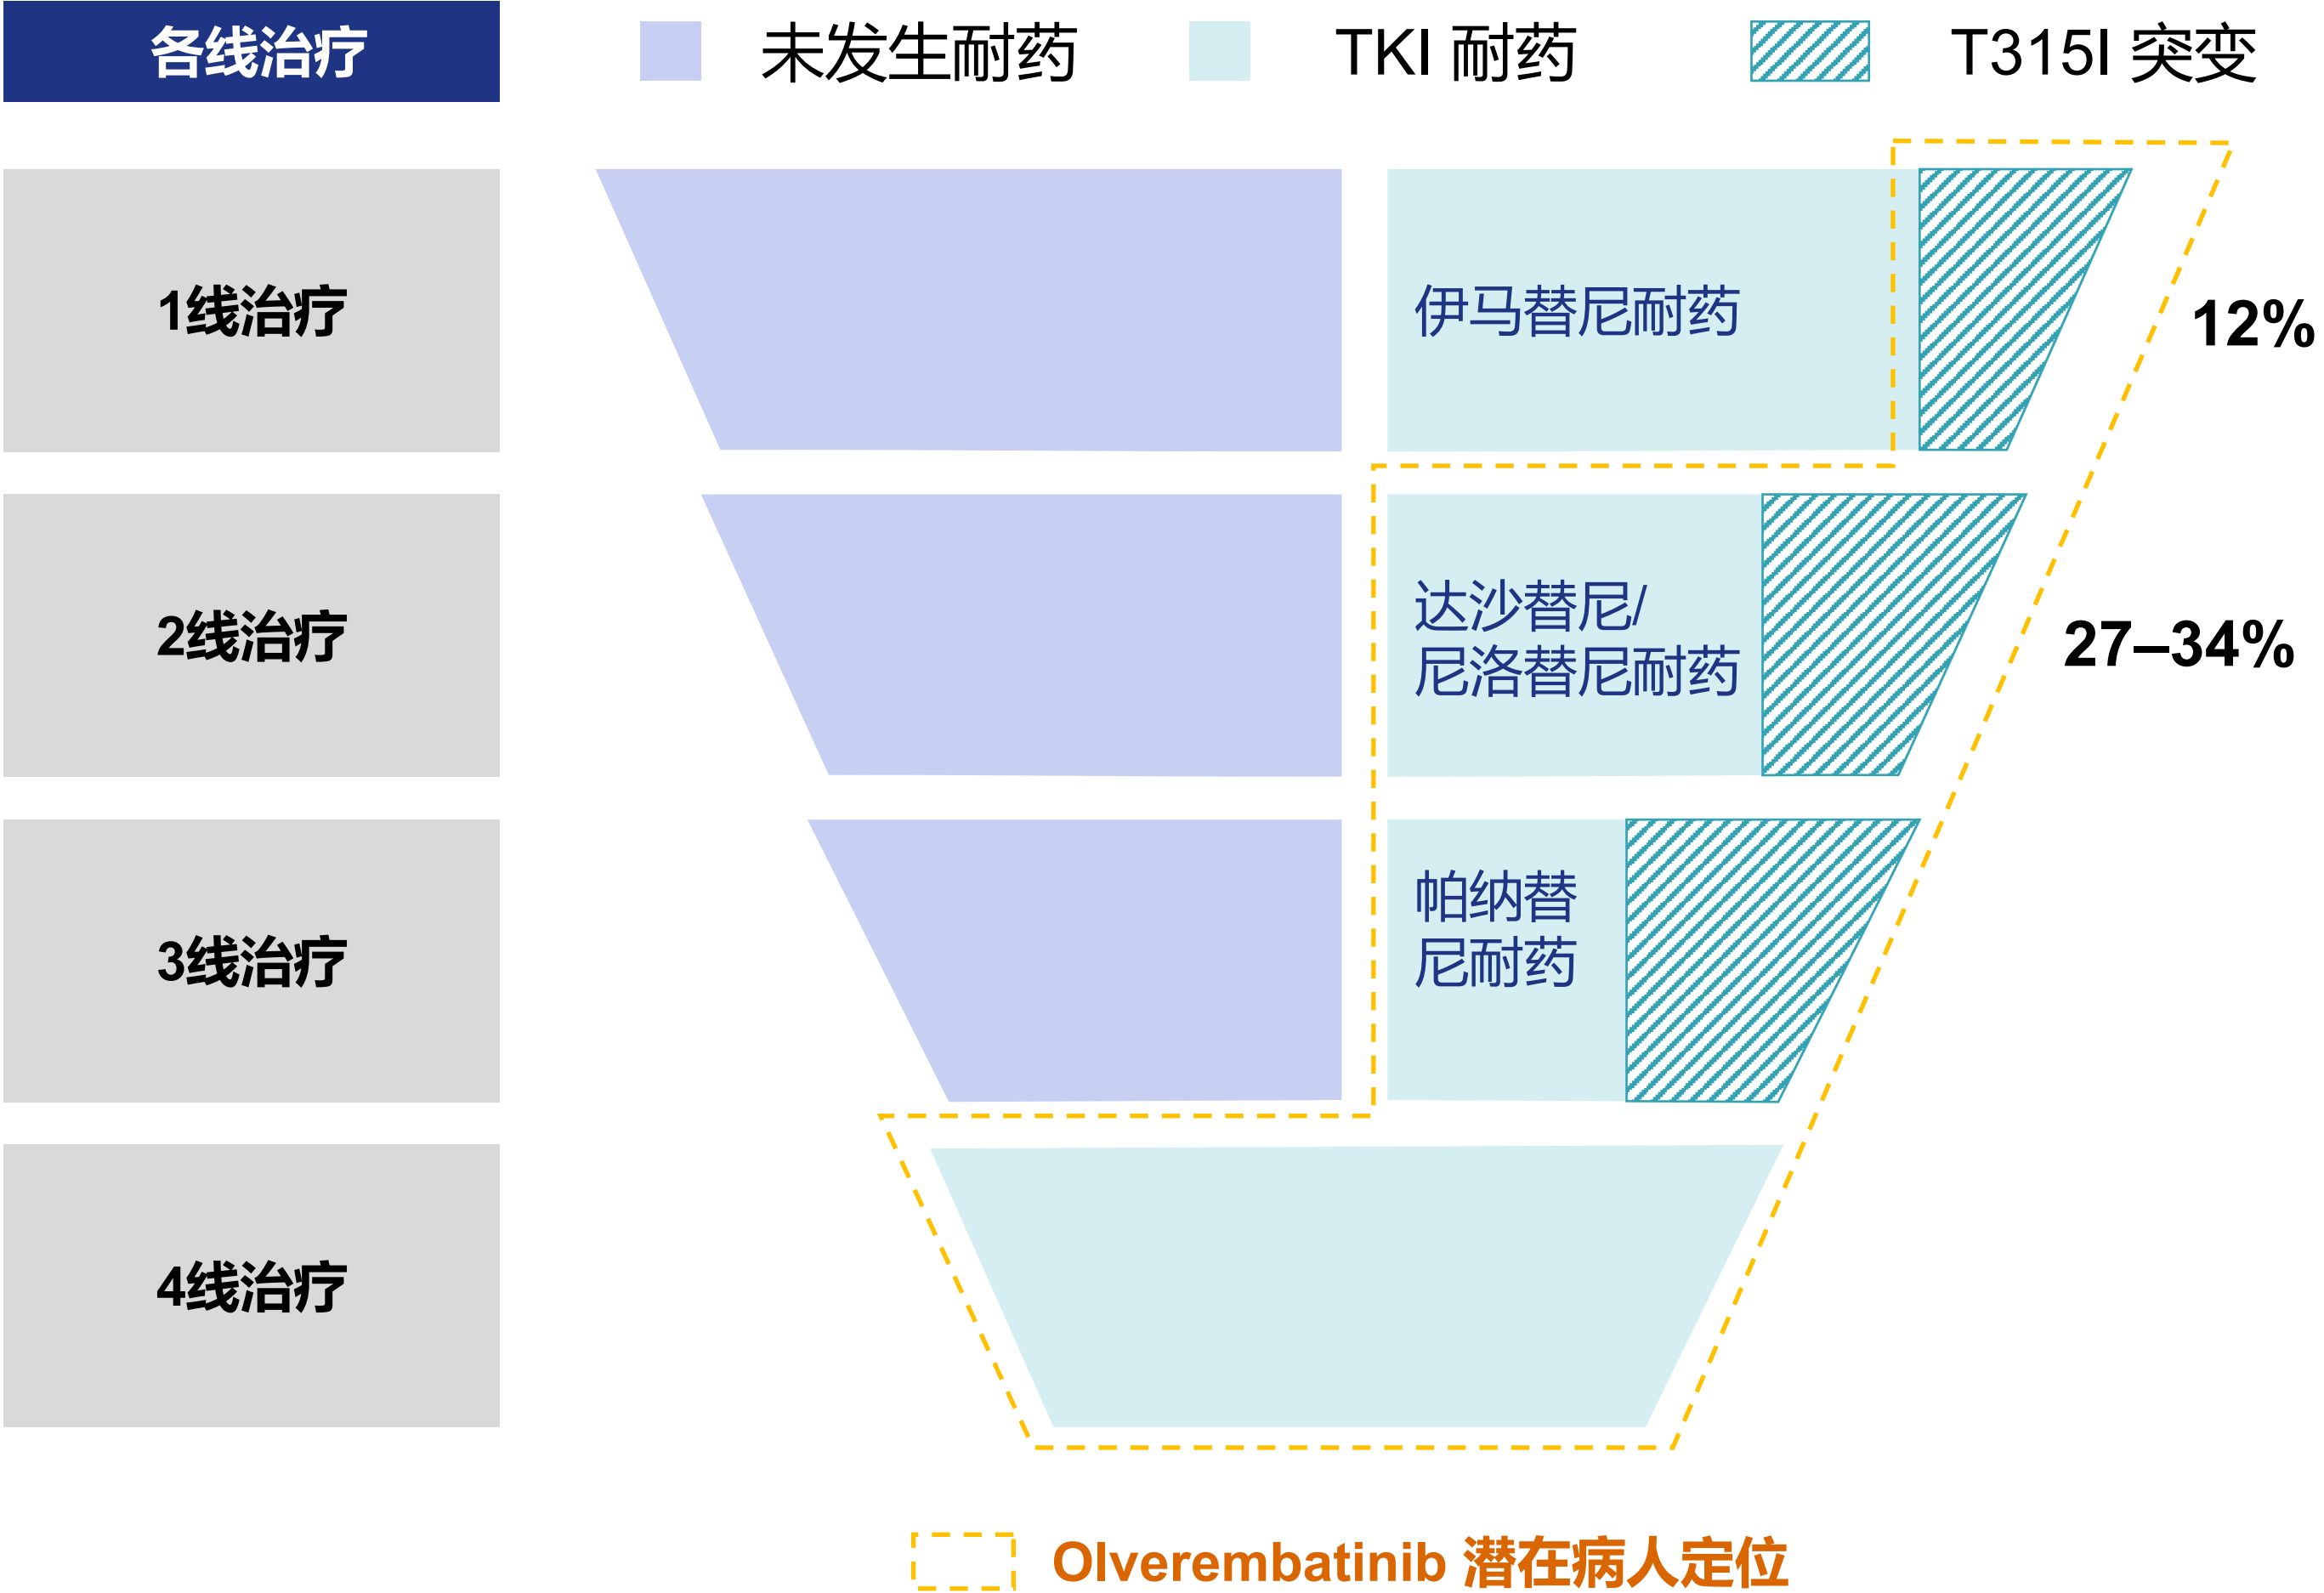 各线治疗
未发生耐药
TKI 耐药
T315I 突变
1线治疗
伊马替尼耐药
12%
2线治疗
达沙替尼/
尼洛替尼耐药
27–34%
3线治疗
帕纳替
尼耐药
4线治疗
Olverembatinib 潜在病人定位